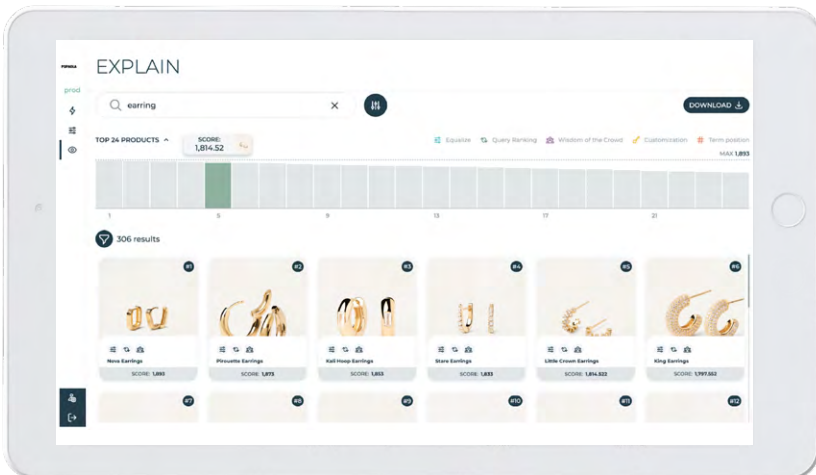 POPSIZLE
EXPLAIN
prod
earring
DOWNLOAD
TOP 24 PRODUCTS
SCORE:
1,814.52
Equalize Query Ranking Wisdom of the Crowd Customization Term position
MAX 1,893
1 5 9 13 17 21
306 results
#1 #2 #3 #4 #5 #6
Nova Earrings Pirouette Earrings Kali Hoop Earrings Stars Earrings Little Crown Earrings King Earrings
SCORE: 1,893 SCORE: 1,873 SCORE: 1,853 SCORE: 1,833 SCORE: 1,814.522 SCORE: 1,797.552
#7 #8 #9 #10 #11 #12